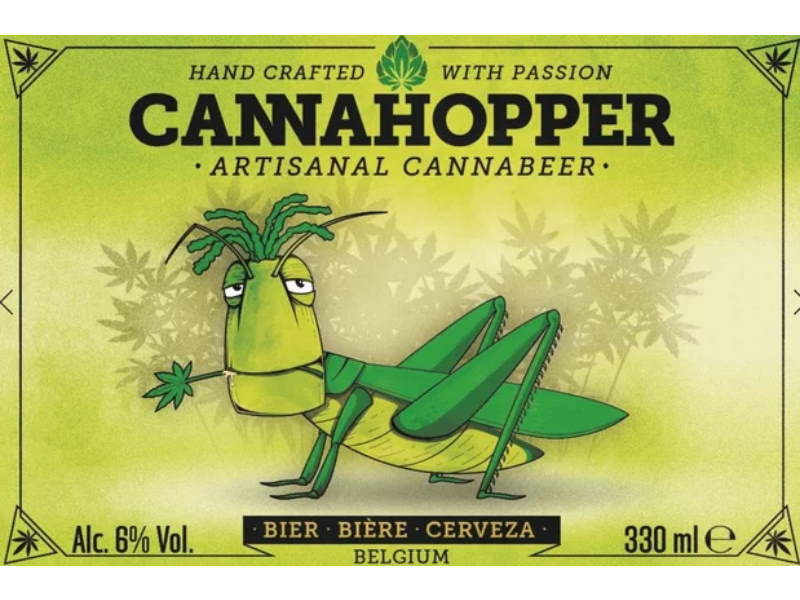 HAND CRAFTED WITH PASSION
CANNAHOPPER
· ARTISANAL CANNABEER ·
Alc. 6% Vol.
· BIER · BIÈRE · CERVEZA ·
BELGIUM
330 ml ℮